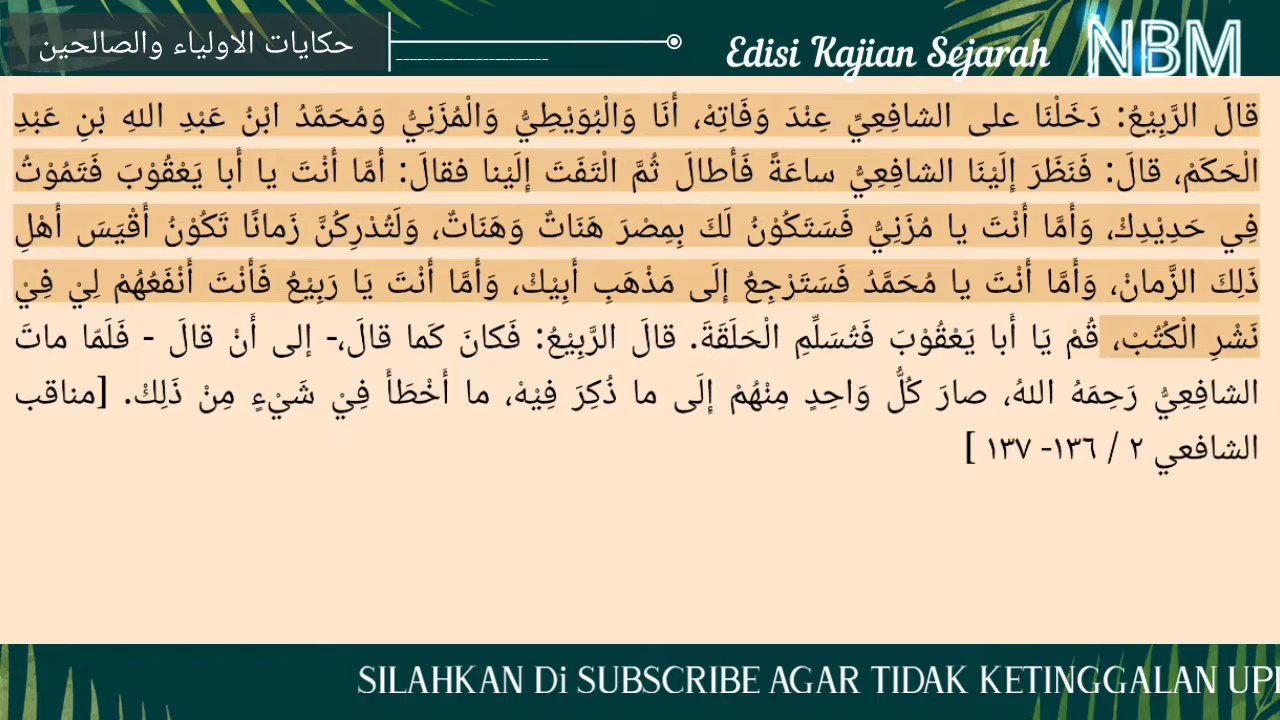 حكايات الاولياء والصالحين
Edisi Kajian Sejarah
NBM
قالَ الرَّبِيْعُ: دَخَلْنَا على الشافِعِيِّ عِنْدَ وَفَاتِهْ، أَنَا وَالْبُوَيْطِيُّ وَالْمُزَنِيُّ وَمُحَمَّدُ ابْنُ عَبْدِ اللهِ بْنِ عَبْدِ
الْحَكَمْ، قالَ: فَنَظَرَ إِلَيْنَا الشافِعِيُّ ساعَةً فَأَطالَ ثُمَّ الْتَفَتَ إِلَيْنا فقالَ: أَمَّا أَنْتَ يا أَبا يَعْقُوْبَ فَتَمُوْتُ
فِي حَدِيْدِكْ، وَأَمَّا أَنْتَ يا مُزَنِيُّ فَسَتَكُوْنُ لَكَ بِمِصْرَ هَنَاتٌ وَهَنَاتٌ، وَلَتُدْرِكُنَّ زَمانًا تَكُوْنُ أَقْيَسَ أَهْلِ
ذَلِكَ الزَّمانْ، وَأَمَّا أَنْتَ يا مُحَمَّدُ فَسَتَرْجِعُ إِلَى مَذْهَبِ أَبِيْكْ، وَأَمَّا أَنْتَ يَا رَبِيْعُ فَأَنْتَ أَنْفَعُهُمْ لِيْ فِيْ
نَشْرِ الْكُتُبْ، قُمْ يَا أَبا يَعْقُوْبَ فَتُسَلِّمِ الْحَلَقَةَ. قالَ الرَّبِيْعُ: فَكانَ كَما قالَ،- إلى أَنْ قالَ - فَلَمّا ماتَ
الشافِعِيُّ رَحِمَهُ اللهُ، صارَ كُلُّ وَاحِدٍ مِنْهُمْ إِلَى ما ذُكِرَ فِيْهْ، ما أَخْطَأَ فِيْ شَيْءٍ مِنْ ذَلِكْ. [مناقب
الشافعي ٢ / ١٣٦- ١٣٧ ]
SILAHKAN Di SUBSCRIBE AGAR TIDAK KETINGGALAN